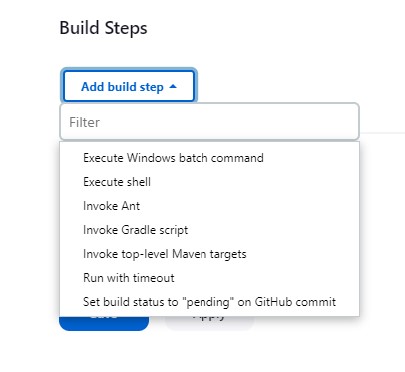 Build Steps
Add build step
Filter
Execute Windows batch command
Execute shell
Invoke Ant
Invoke Gradle script
Invoke top-level Maven targets
Run with timeout
Set build status to "pending" on GitHub commit